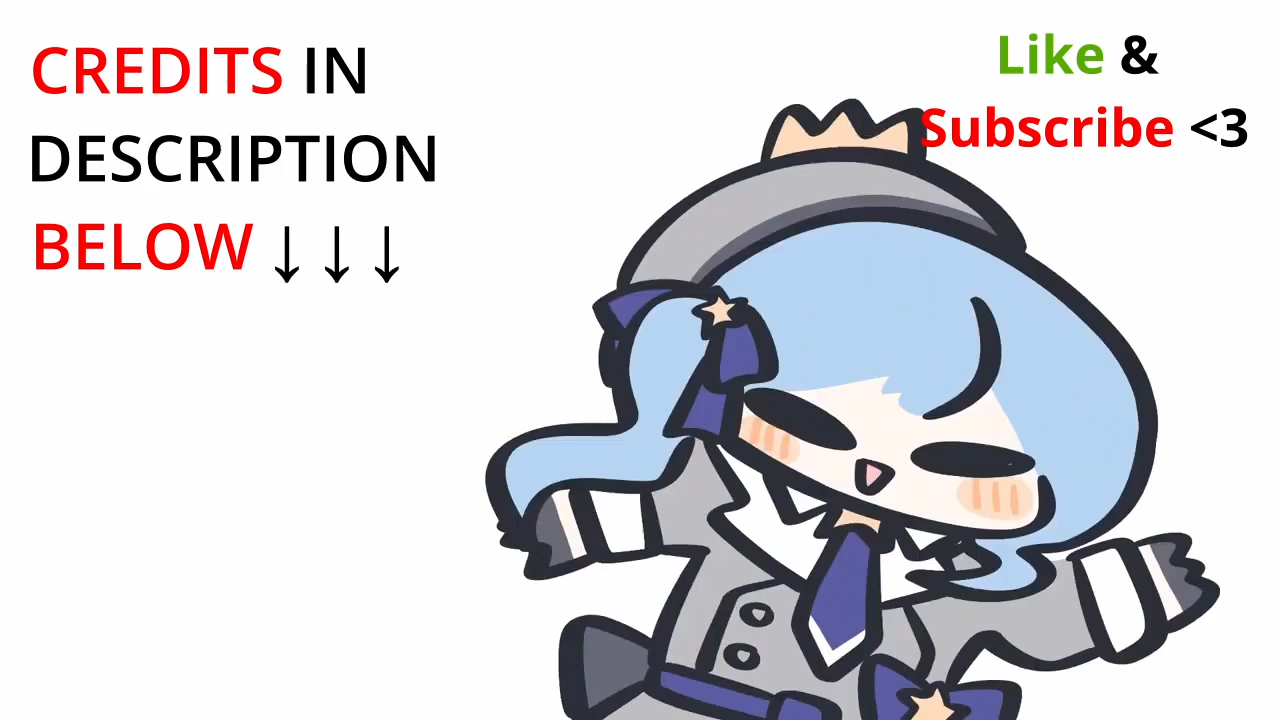 CREDITS IN
DESCRIPTION
BELOW ↓↓↓
Like &
Subscribe <3